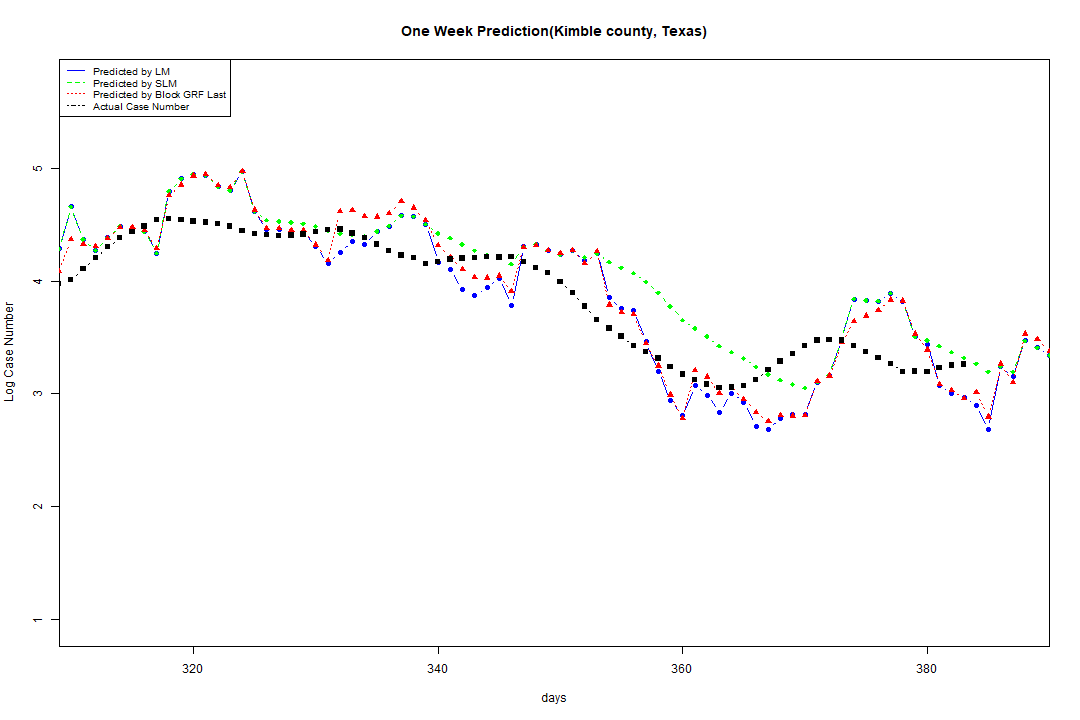 One Week Prediction(Kimble county, Texas)
Predicted by LM
Predicted by SLM
Predicted by Block GRF Last
Actual Case Number
5
4
3
2
1
Log Case Number
320
340
360
380
days